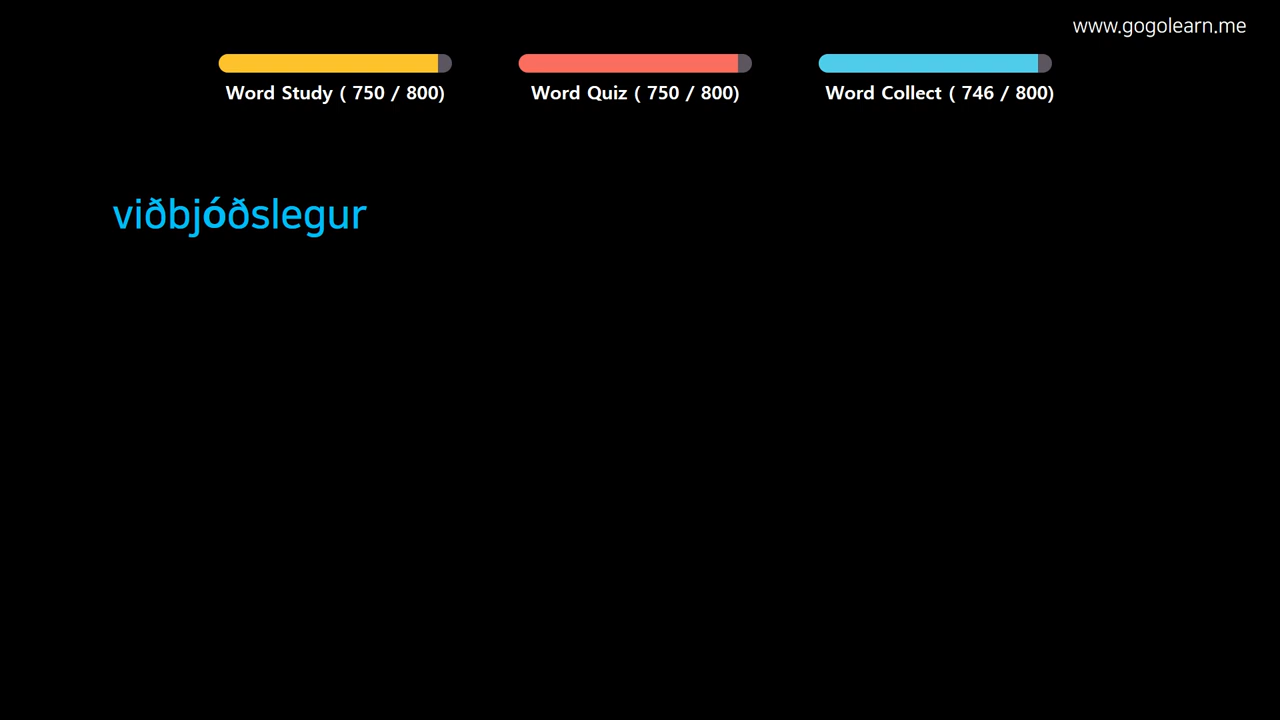 www.gogolearn.me
Word Study ( 750 / 800)
Word Quiz ( 750 / 800)
Word Collect ( 746 / 800)
viðbjóðslegur